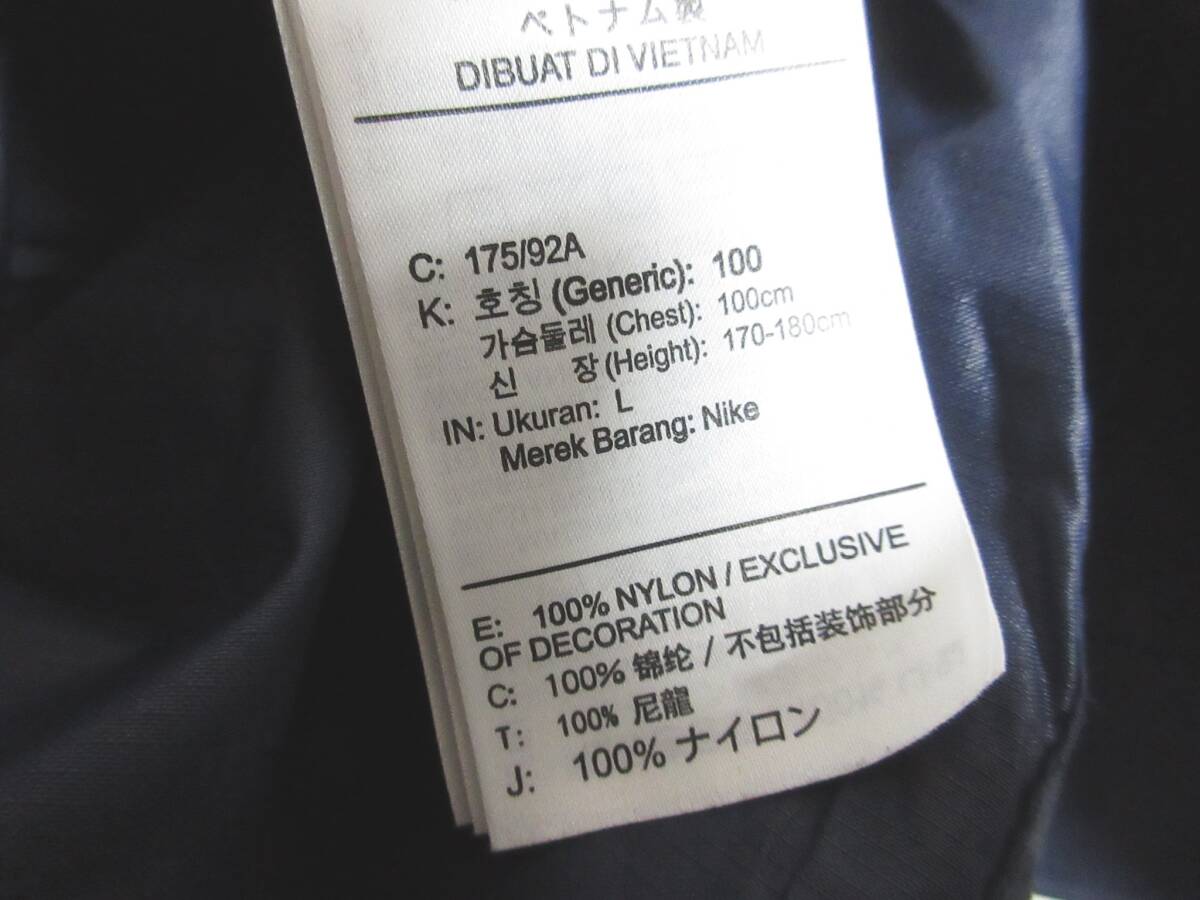 ベトナム製
DIBUAT DI VIETNAM
C: 175/92A
K: 호칭 (Generic): 100
가슴둘레 (Chest): 100cm
신 장 (Height): 170-180cm
IN: Ukuran: L
Merek Barang: Nike
E: 100% NYLON / EXCLUSIVE
OF DECORATION
C: 100% 锦纶 / 不包括装饰部分
T: 100% 尼龍
J: 100% ナイロン